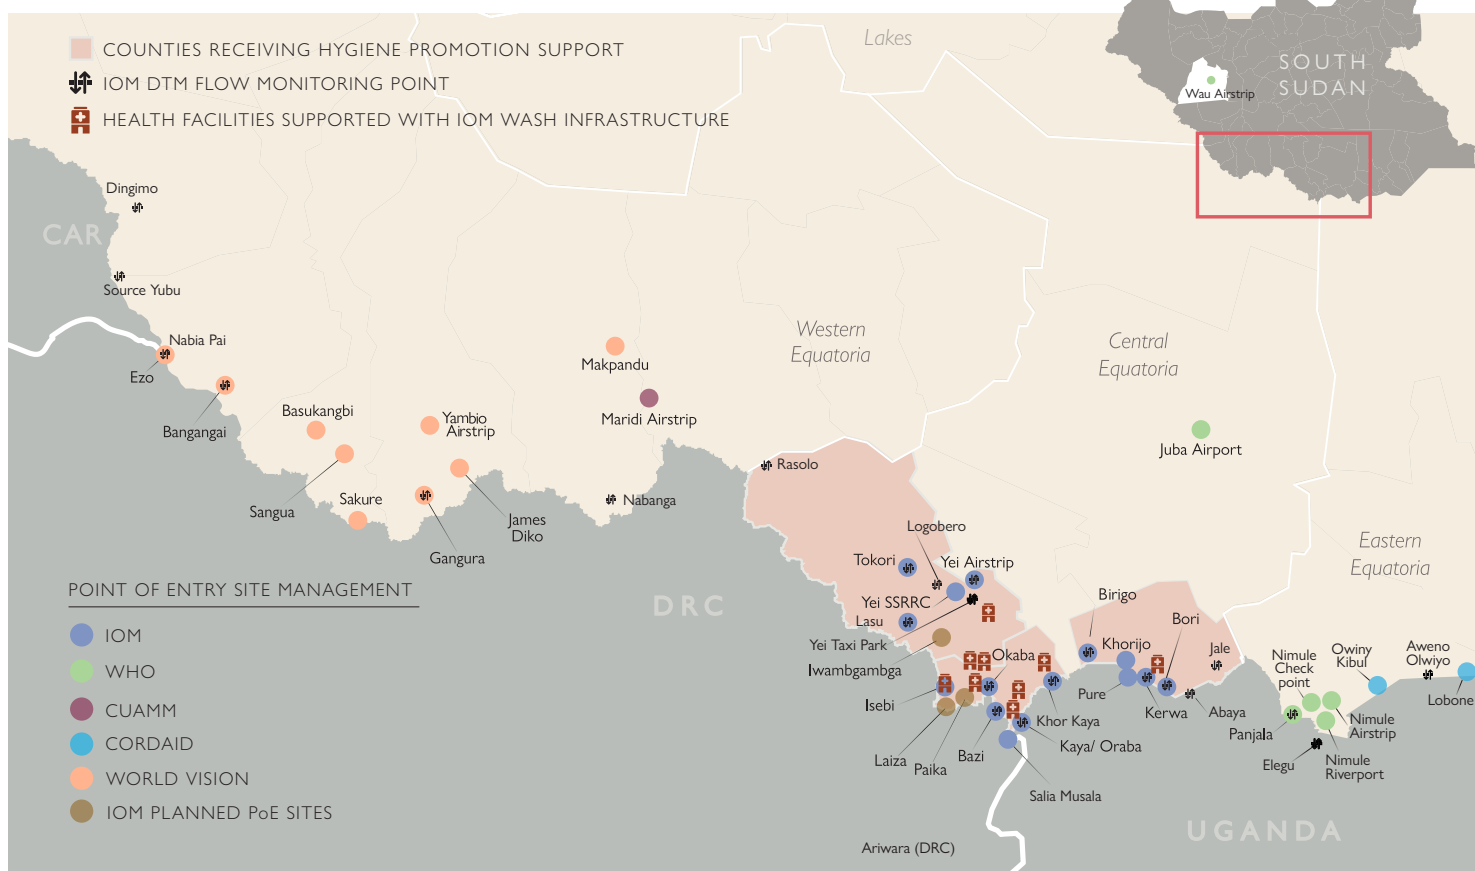 COUNTIES RECEIVING HYGIENE PROMOTION SUPPORT
IOM DTM FLOW MONITORING POINT
HEALTH FACILITIES SUPPORTED WITH IOM WASH INFRASTRUCTURE
Lakes
SOUTH
SUDAN
Wau Airstrip
Dingimo
CAR
Source Yubu
Nabia Pai
Ezo
Bangangai
Basukangbi
Sangua
Sakure
Yambio
Airstrip
Gangura
James
Diko
Makpandu
Maridi Airstrip
Nabanga
Western
Equatoria
Central
Equatoria
Juba Airport
Rasolo
Logobero
Tokori
Yei Airstrip
Yei SSRRC
Lasu
Yei Taxi Park
Iwambgambga
Okaba
Isebi
Laiza
Paika
Bazi
Khor Kaya
Kaya/ Oraba
Salia Musala
Ariwara (DRC)
Birigo
Khorijo
Bori
Pure
Kerwa
Jale
Abaya
Eastern
Equatoria
Nimule
Check
point
Owiny
Kibul
Aweno
Olwiyo
Lobone
Panjala
Nimule
Airstrip
Elegu
Nimule
Riverport
DRC
UGANDA
POINT OF ENTRY SITE MANAGEMENT
IOM
WHO
CUAMM
CORDAID
WORLD VISION
IOM PLANNED PoE SITES